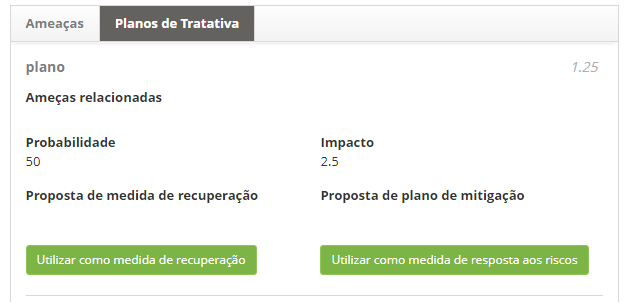 Ameaças Planos de Tratativa
plano 1.25
Ameças relacionadas
Probabilidade Impacto
50 2.5
Proposta de medida de recuperação Proposta de plano de mitigação
Utilizar como medida de recuperação Utilizar como medida de resposta aos riscos